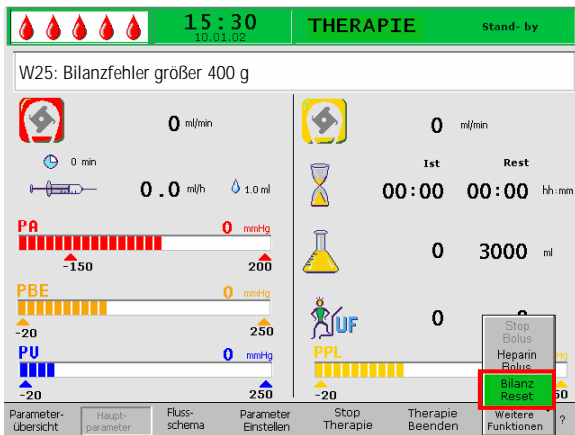 15:30
10.01.02
THERAPIE
Stand- by
W25: Bilanzfehler größer 400 g
0 ml/min
0 min
0.0 ml/h 1.0 ml
PA 0 mmHg
-150 200
PBE 0 mmHg
-20 250
PV 0 mmHg
-20 250
0 ml/min
Ist Rest
00:00 00:00 hh:mm
0 3000 ml
UF 0
PPL
-20
Stop
Bolus
Heparin
Bolus
Bilanz
Reset
Parameter-
übersicht
Haupt-
parameter
Fluss-
schema
Parameter
Einstellen
Stop
Therapie
Therapie
Beenden
Weitere
Funktionen
?